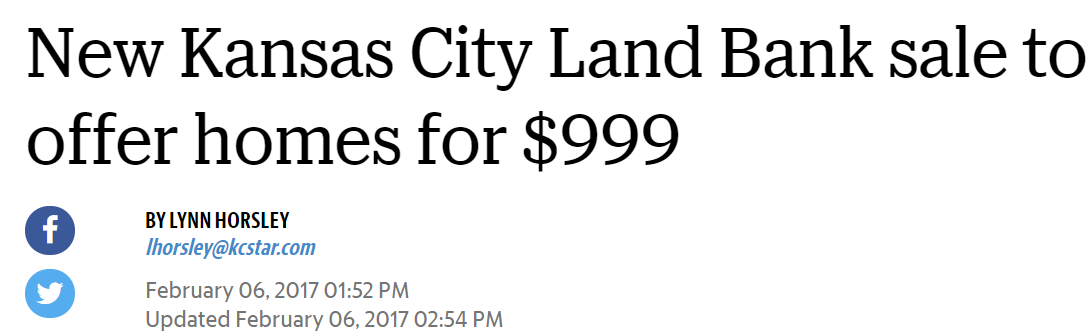 New Kansas City Land Bank sale to
offer homes for $999
BY LYNN HORSLEY
lhorsley@kcstar.com
February 06, 2017 01:52 PM
Updated February 06, 2017 02:54 PM